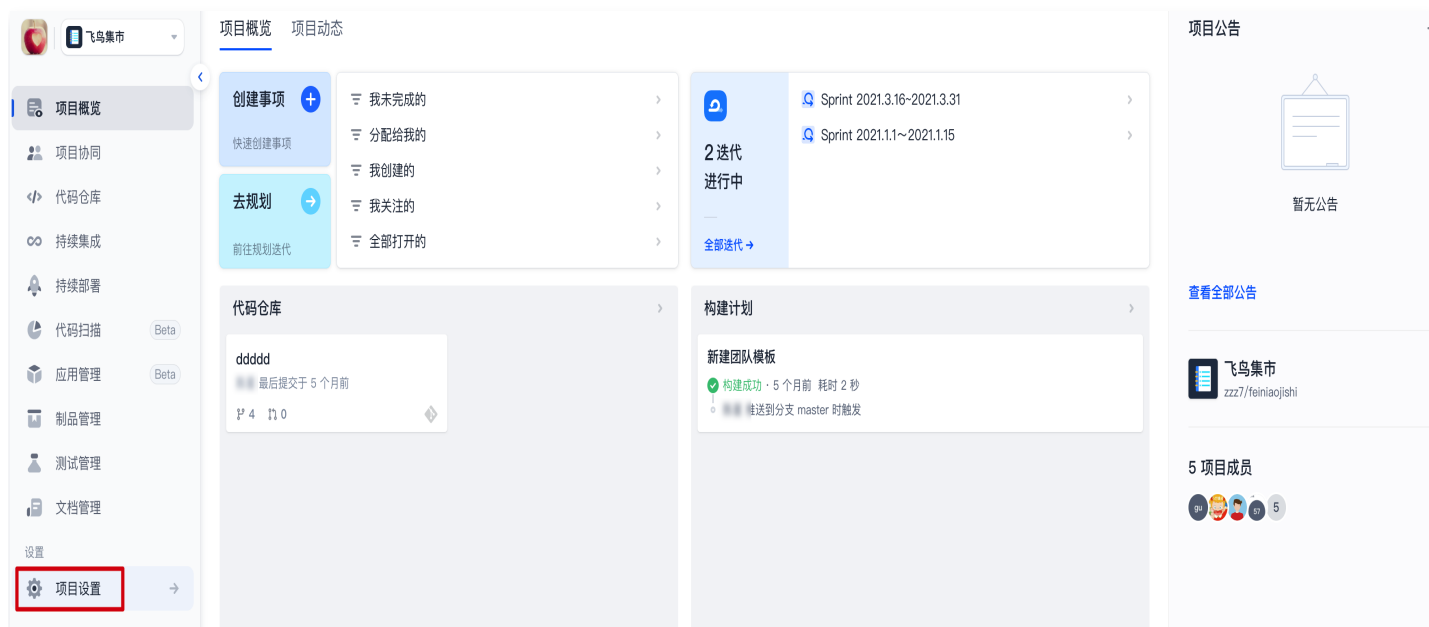 飞鸟集市
项目概览
项目协同
代码仓库
持续集成
持续部署
代码扫描 Beta
应用管理 Beta
制品管理
测试管理
文档管理
设置
项目设置
项目概览 项目动态
创建事项
快速创建事项
去规划
前往规划迭代
我未完成的
分配给我的
我创建的
我关注的
全部打开的
2 迭代
进行中
全部迭代
Sprint 2021.3.16~2021.3.31
Sprint 2021.1.1～2021.1.15
代码仓库
ddddd
最后提交于 5 个月前
4 0
构建计划
新建团队模板
构建成功 · 5 个月前 耗时 2 秒
推送到分支 master 时触发
项目公告
暂无公告
查看全部公告
飞鸟集市
zzz7/feiniaojishi
5 项目成员
gu 57 5